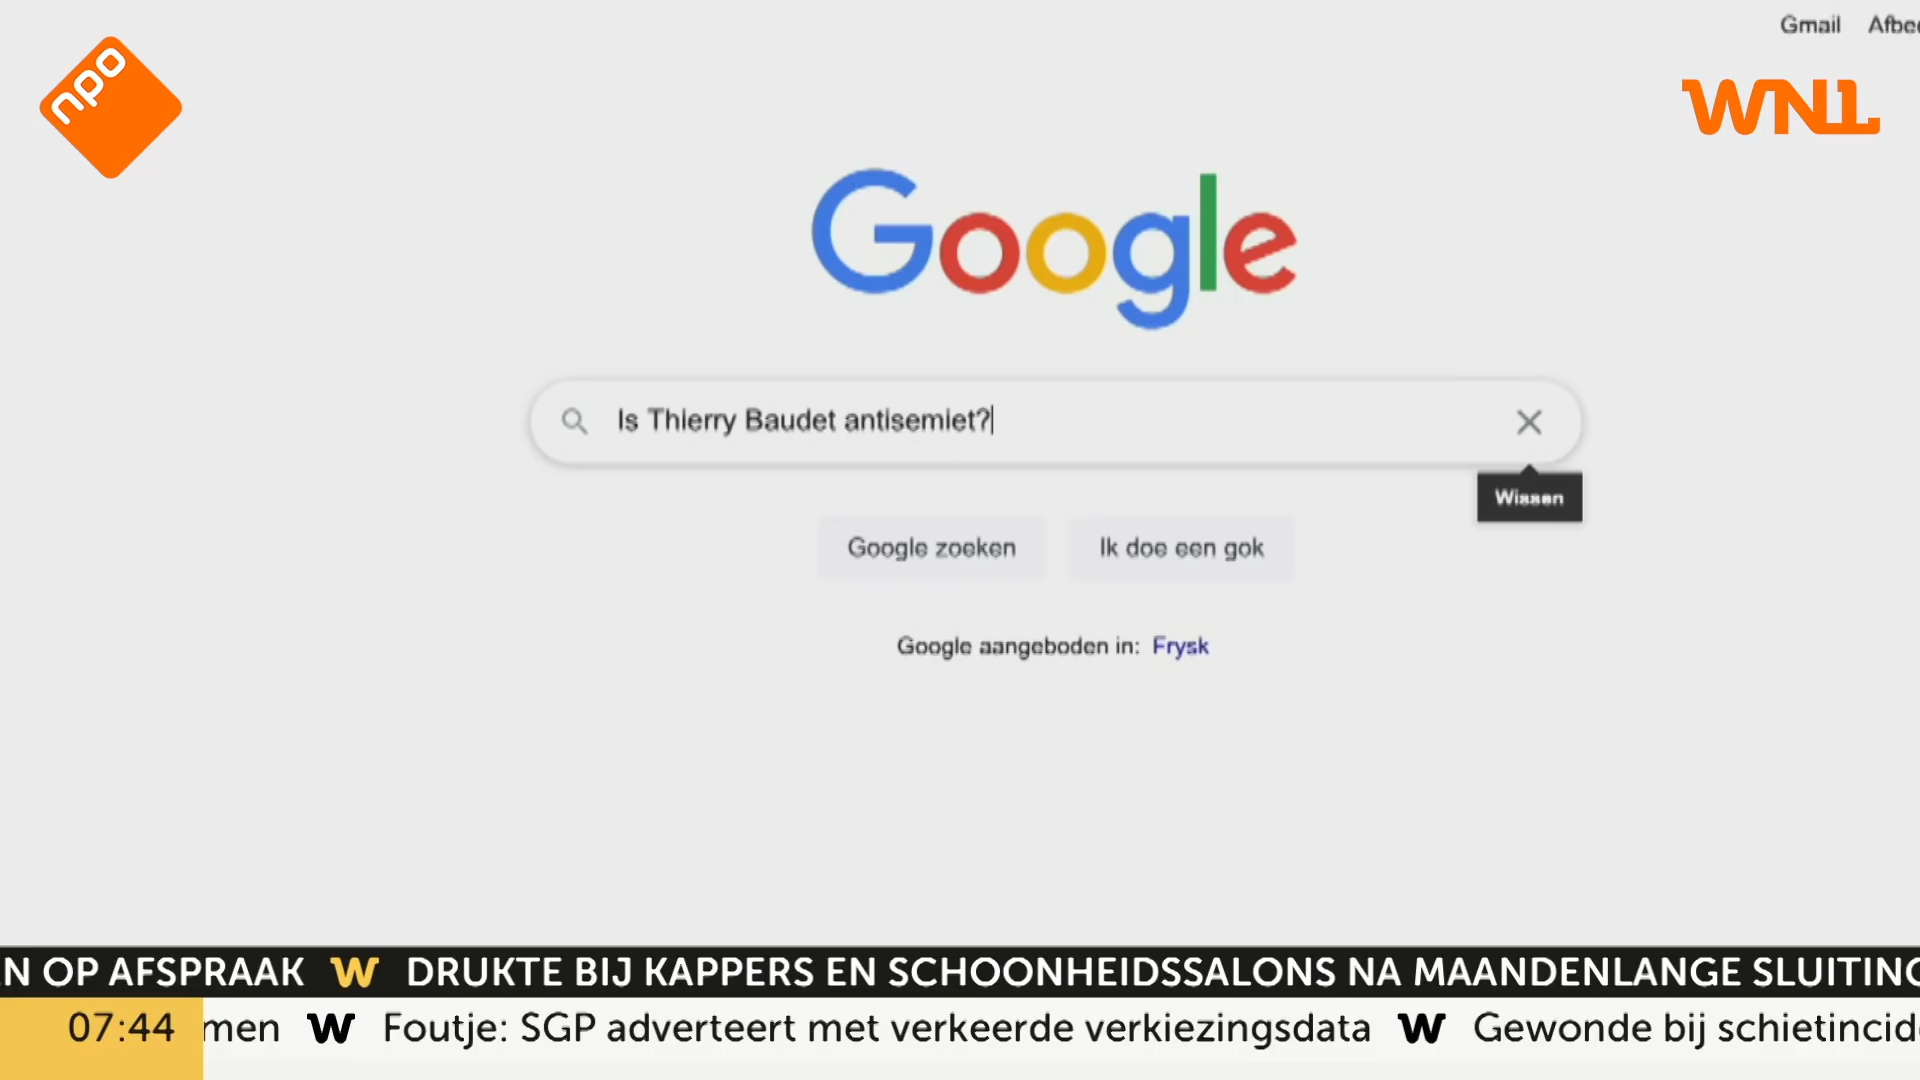 Gmail
npo
WNL
Google
Is Thierry Baudet antisemiet?
Wissen
Google zoeken
Ik doe een gok
Google aangeboden in: Frysk
N OP AFSPRAAK W DRUKTE BIJ KAPPERS EN SCHOONHEIDSSALONS NA MAANDENLANGE SLUITING
07:44 men W Foutje: SGP adverteert met verkeerde verkiezingsdata W Gewonde bij schietincid